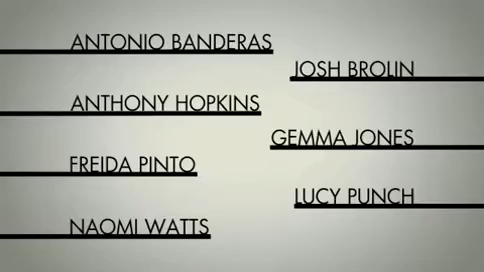 ANTONIO BANDERAS
JOSH BROLIN
ANTHONY HOPKINS
GEMMA JONES
FREIDA PINTO
LUCY PUNCH
NAOMI WATTS